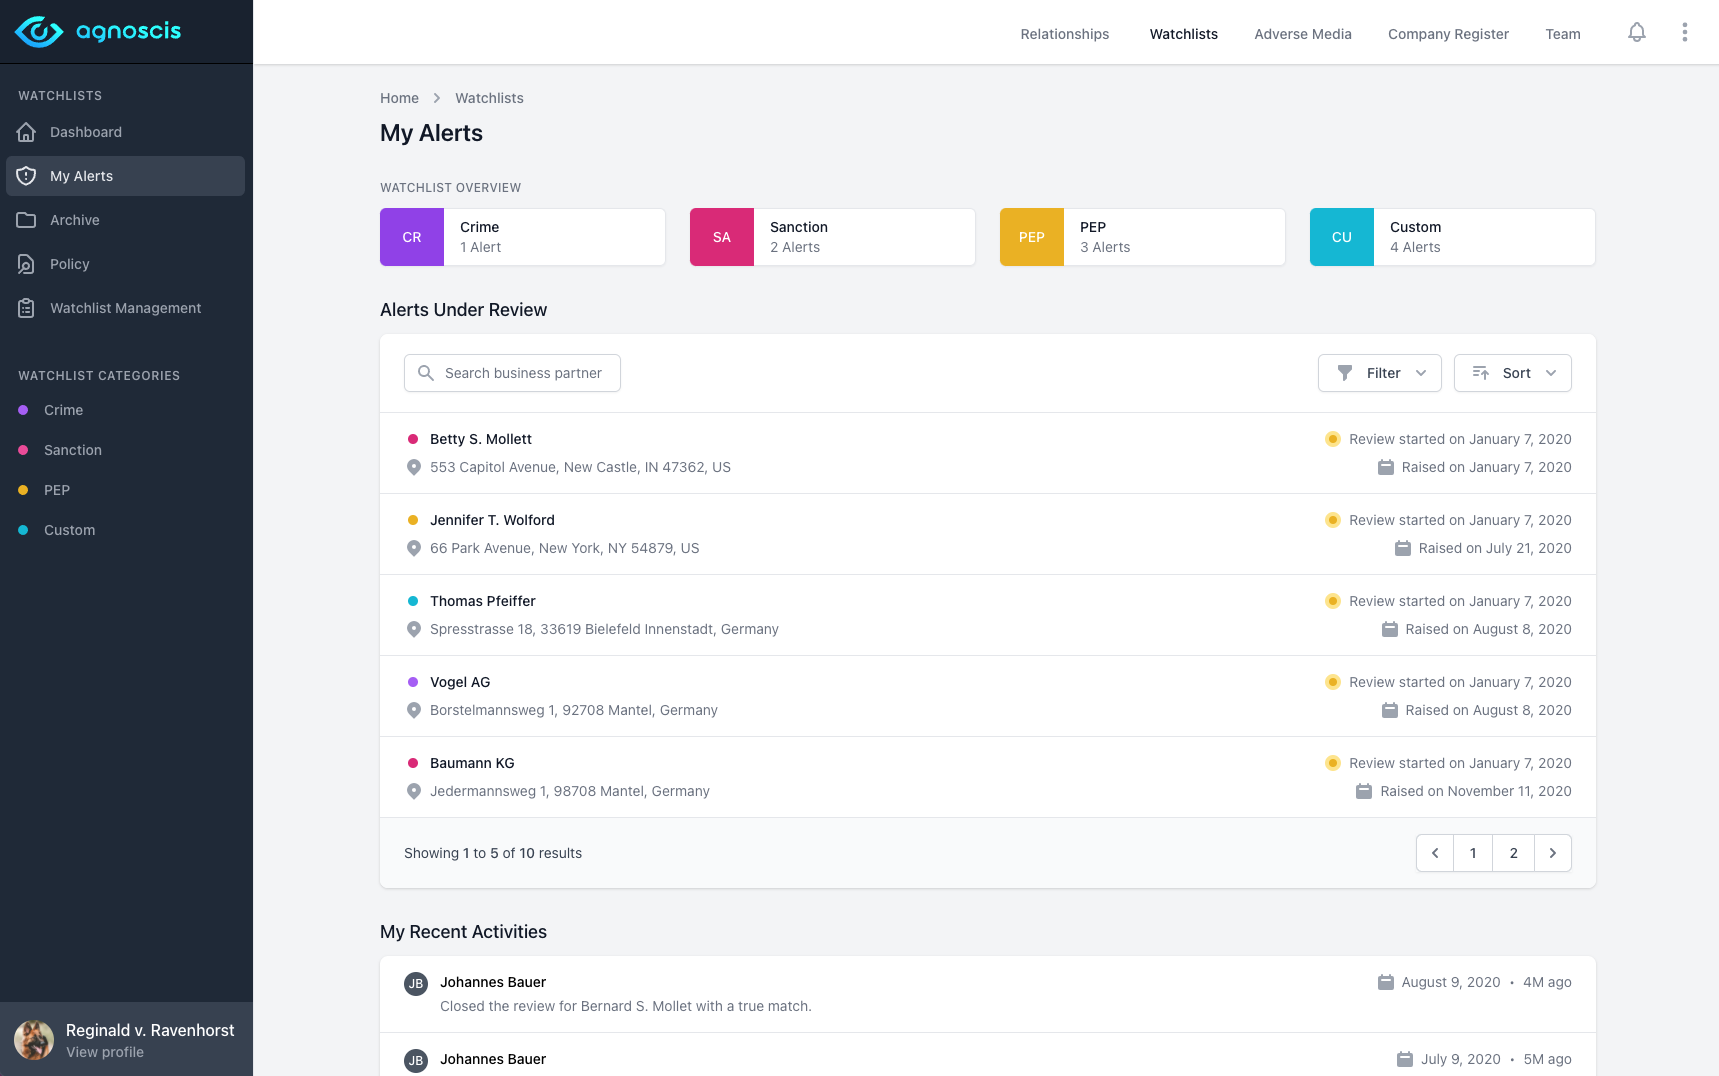 agnoscis
Relationships
Watchlists
Adverse Media
Company Register
Team
WATCHLISTS
Dashboard
My Alerts
Archive
Policy
Watchlist Management
WATCHLIST CATEGORIES
Crime
Sanction
PEP
Custom
Reginald v. Ravenhorst
View profile
Home > Watchlists
My Alerts
WATCHLIST OVERVIEW
CR
Crime
1 Alert
SA
Sanction
2 Alerts
PEP
PEP
3 Alerts
CU
Custom
4 Alerts
Alerts Under Review
Search business partner
Filter
Sort
Betty S. Mollett
Review started on January 7, 2020
553 Capitol Avenue, New Castle, IN 47362, US
Raised on January 7, 2020
Jennifer T. Wolford
Review started on January 7, 2020
66 Park Avenue, New York, NY 54879, US
Raised on July 21, 2020
Thomas Pfeiffer
Review started on January 7, 2020
Spresstrasse 18, 33619 Bielefeld Innenstadt, Germany
Raised on August 8, 2020
Vogel AG
Review started on January 7, 2020
Borstelmannsweg 1, 92708 Mantel, Germany
Raised on August 8, 2020
Baumann KG
Review started on January 7, 2020
Jedermannsweg 1, 98708 Mantel, Germany
Raised on November 11, 2020
Showing 1 to 5 of 10 results
1
2
My Recent Activities
JB
Johannes Bauer
August 9, 2020 • 4M ago
Closed the review for Bernard S. Mollet with a true match.
JB
Johannes Bauer
July 9, 2020 • 5M ago